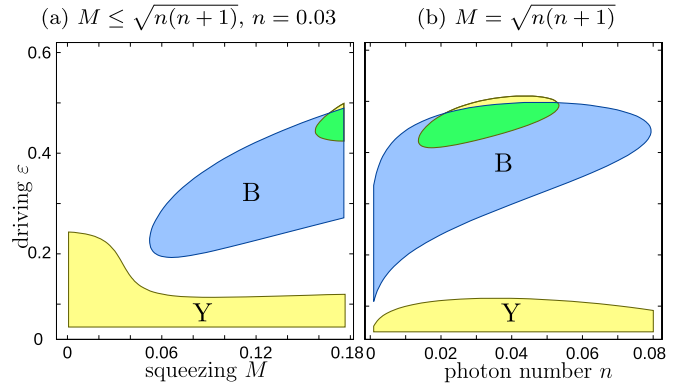 (a) M ≤ √n(n + 1), n = 0.03
(b) M = √n(n + 1)
driving ε
0.6
0.4
0.2
0
B
Y
0 0.06 0.12 0.18
squeezing M
B
Y
0 0.02 0.04 0.06 0.08
photon number n